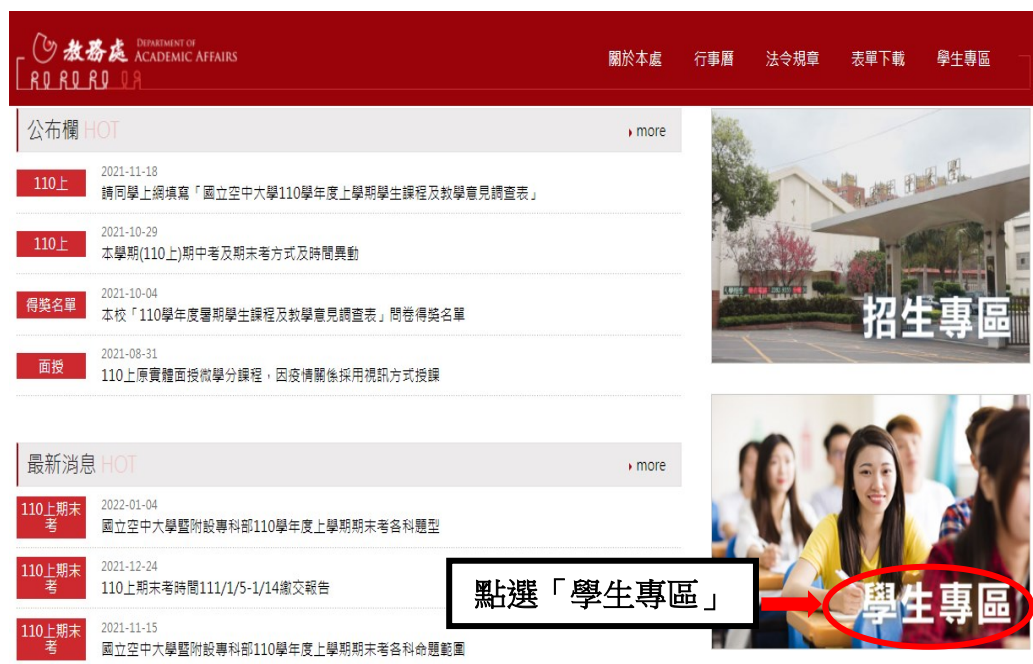 教務處 DEPARTMENT OF
ACADEMIC AFFAIRS
關於本處 行事曆 法令規章 表單下載 學生專區
公布欄 HOT more
110上 2021-11-18
請同學上網填寫「國立空中大學110學年度上學期學生課程及教學意見調查表」
110上 2021-10-29
本學期(110上)期中考及期末考方式及時間異動
得獎名單 2021-10-04
本校「110學年度暑期學生課程及教學意見調查表」問卷得獎名單
面授 2021-08-31
110上原實體面授微學分課程，因疫情關係採用視訊方式授課
招生專區
最新消息 HOT more
110上期末
考
2022-01-04
國立空中大學暨附設專科部110學年度上學期期末考各科題型
110上期末
考
2021-12-24
110上期末考時間111/1/5-1/14繳交報告
110上期末
考
2021-11-15
國立空中大學暨附設專科部110學年度上學期期末考各科命題範圍
點選「學生專區」
學生專區